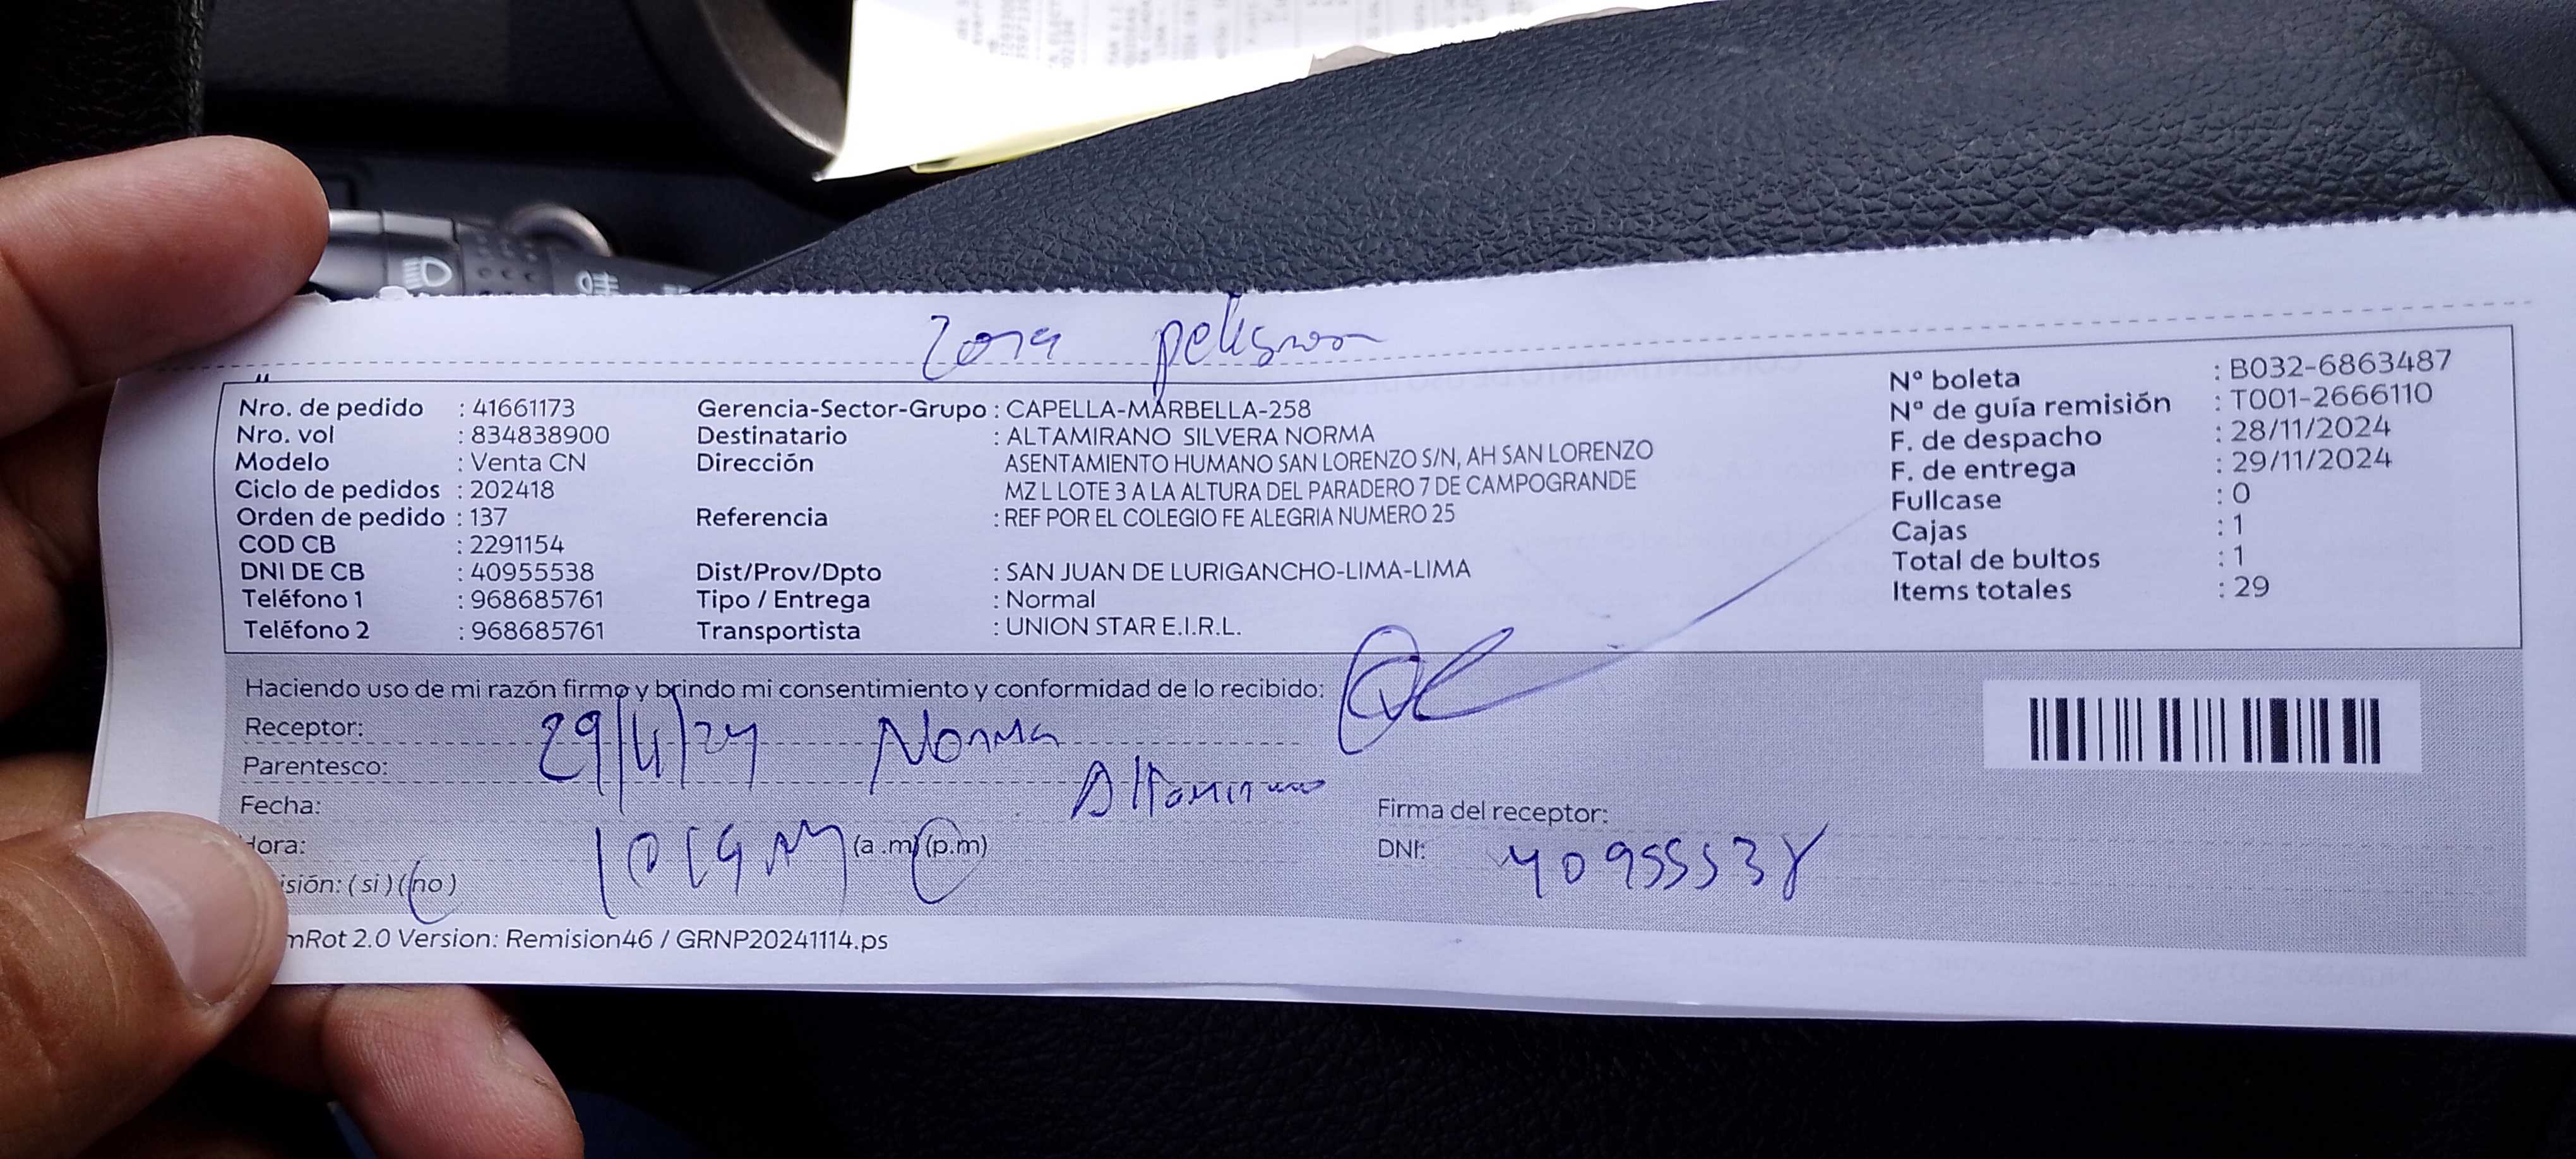 Zona peligrosa
Nro. de pedido : 41661173
Nro. vol : 834838900
Modelo : Venta CN
Ciclo de pedidos : 202418
Orden de pedido : 137
COD CB : 2291154
DNI DE CB : 40955538
Teléfono 1 : 968685761
Teléfono 2 : 968685761
Gerencia-Sector-Grupo : CAPELLA-MARBELLA-258
Destinatario : ALTAMIRANO SILVERA NORMA
Dirección ASENTAMIENTO HUMANO SAN LORENZO S/N, AH SAN LORENZO
MZ L LOTE 3 A LA ALTURA DEL PARADERO 7 DE CAMPOGRANDE
Referencia : REF POR EL COLEGIO FE ALEGRIA NUMERO 25
Dist/Prov/Dpto : SAN JUAN DE LURIGANCHO-LIMA-LIMA
Tipo / Entrega : Normal
Transportista : UNION STAR E.I.R.L.
Nº boleta : B032-6863487
Nª de guía remisión : T001-2666110
F. de despacho : 28/11/2024
F. de entrega : 29/11/2024
Fullcase : 0
Cajas : 1
Total de bultos : 1
Items totales : 29
Haciendo uso de mi razón firmo y brindo mi consentimiento y conformidad de lo recibido:
Receptor: 29/11/24 Norma
Parentesco: Altamirano
Fecha:
Hora: (a.m) (p.m)
isión: ( si ) ( no )
Firma del receptor:
DNI: 40955538
mRot 2.0 Version: Remision46 / GRNP20241114.ps